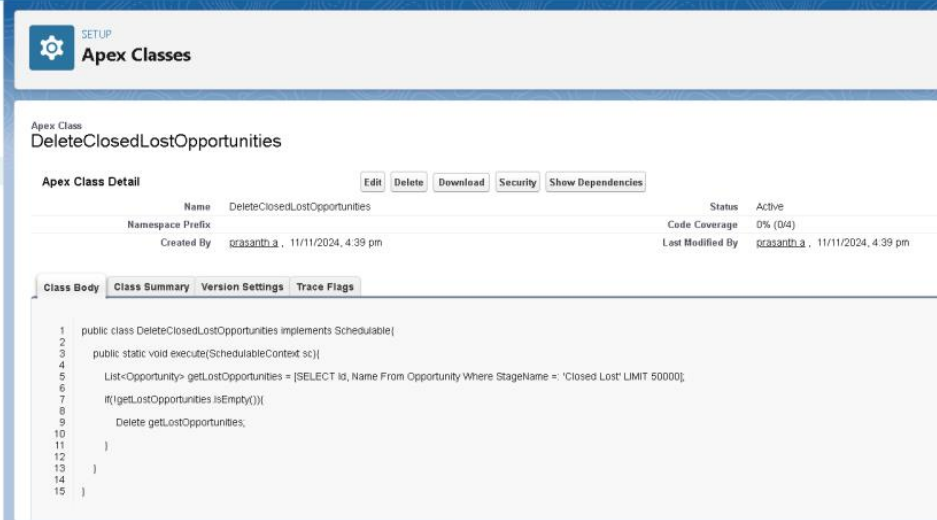 SETUP
Apex Classes
Apex Class
DeleteClosedLostOpportunities
Apex Class Detail
Edit Delete Download Security Show Dependencies
Name DeleteClosedLostOpportunities Status Active
Namespace Prefix Code Coverage 0% (0/4)
Created By prasanth a , 11/11/2024, 4:39 pm Last Modified By prasanth a , 11/11/2024, 4:39 pm
Class Body Class Summary Version Settings Trace Flags
1 public class DeleteClosedLostOpportunities implements Schedulable{
2
3 public static void execute(SchedulableContext sc){
4
5 List<Opportunity> getLostOpportunities = [SELECT Id, Name From Opportunity Where StageName =: 'Closed Lost' LIMIT 50000];
6
7 if(!getLostOpportunities.IsEmpty()){
8
9 Delete getLostOpportunities;
10
11 }
12
13 }
14
15 }